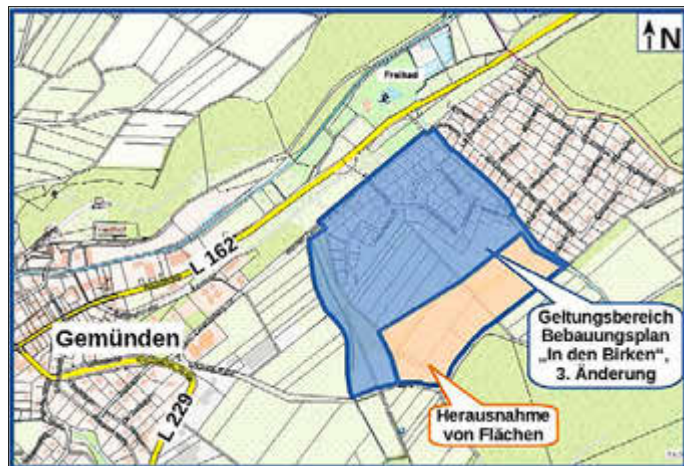 N
Freibad
L 162
Gemünden
L 229
Geltungsbereich
Bebauungsplan
„In den Birken“,
3. Änderung
Herausnahme
von Flächen